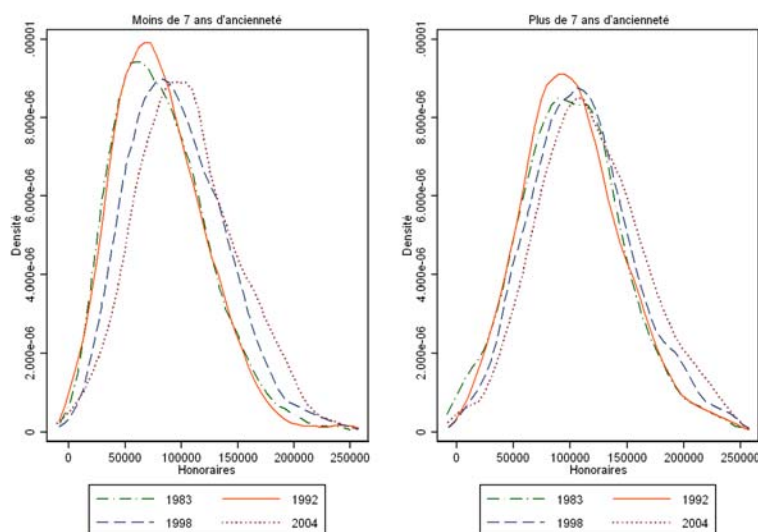 Moins de 7 ans d'ancienneté
Densité
0 2.000e-06 4.000e-06 6.000e-06 8.000e-06 .00001
0 50000 100000 150000 200000 250000
Honoraires
1983 1992
1998 2004
Plus de 7 ans d'ancienneté
Densité
0 2.000e-06 4.000e-06 6.000e-06 8.000e-06 .00001
0 50000 100000 150000 200000 250000
Honoraires
1983 1992
1998 2004